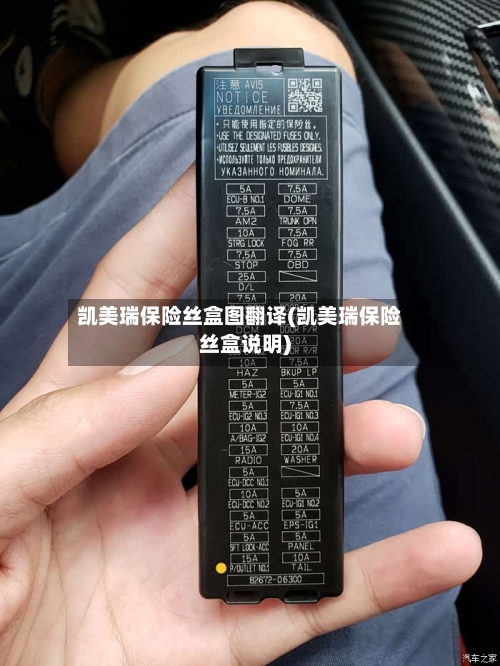 注意 AVIS
NOTICE
УВЕДОМЛЕНИЕ
・只能使用指定的保险丝。
・USE THE DESIGNATED FUSES ONLY.
・UTILISEZ SEULEMENT LES FUSIBLES DESIGNES.
・ИСПОЛЬЗУЙТЕ ТОЛЬКО ПРЕДОХРАНИТЕЛИ
УКАЗАННОГО НОМИНАЛА.
5A 7.5A
ECU-B NO.1 DOME
7.5A 7.5A
AM2 TRUNK OPN
10A 7.5A
STRG LOCK FOG RR
7.5A 7.5A
STOP OBD
25A
D/L
7.5A 20A
凯美瑞保险丝盒图翻译(凯美瑞保险
丝盒说明)
DCM DOOR F/R
20A
R/R
10A 7.5A
HAZ BKUP LP
5A 5A
METER-IG2 ECU-IG1 NO.1
5A 7.5A
ECU-IG2 NO.3 ECU-IG1 NO.3
10A 10A
A/BAG-IG2 ECU-IG1 NO.4
15A 20A
RADIO WASHER
5A
ECU-DCC NO.1
10A 5A
ECU-DCC NO.2 ECU-IG1 NO.2
5A 5A
ECU-ACC EPS-IG1
5A 5A
SFT LOCK-ACC PANEL
15A 10A
P/OUTLET NO.1 TAIL
82672-06300
汽车之家